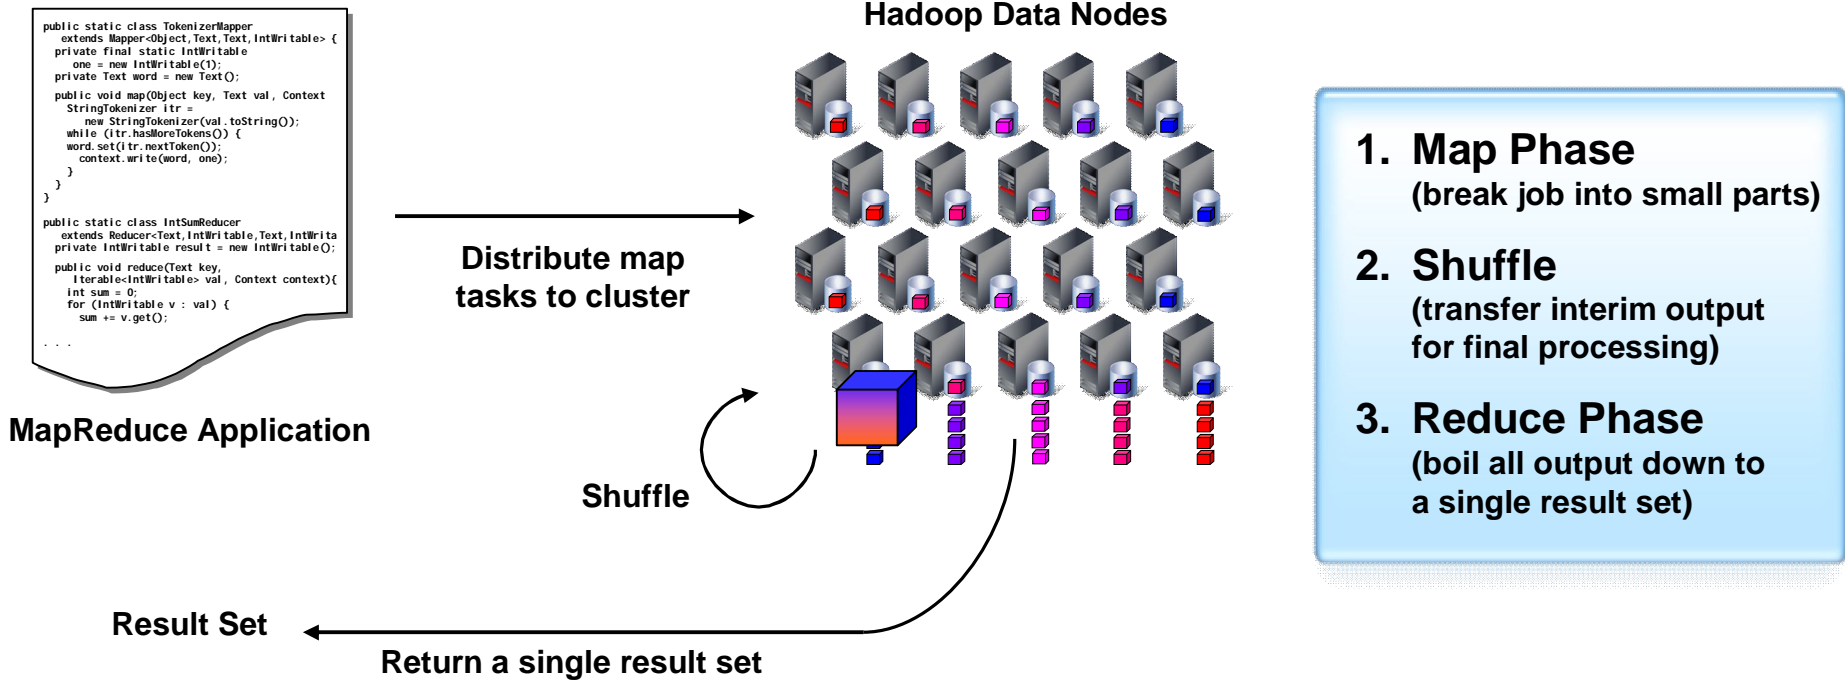 public static class TokenizerMapper
extends Mapper<Object,Text,Text,IntWritable> {
private final static IntWritable
one = new IntWritable(1);
private Text word = new Text();
public void map(Object key, Text val, Context
StringTokenizer itr =
new StringTokenizer(val.toString());
while (itr.hasMoreTokens()) {
word.set(itr.nextToken());
context.write(word, one);
}
}
}
public static class IntSumReducer
extends Reducer<Text,IntWritable,Text,IntWrita
private IntWritable result = new IntWritable();
public void reduce(Text key,
Iterable<IntWritable> val, Context context){
int sum = 0;
for (IntWritable v : val) {
sum += v.get();
. . .
MapReduce Application
Distribute map
tasks to cluster
Hadoop Data Nodes
Shuffle
Result Set
Return a single result set
1. Map Phase
(break job into small parts)
2. Shuffle
(transfer interim output
for final processing)
3. Reduce Phase
(boil all output down to
a single result set)